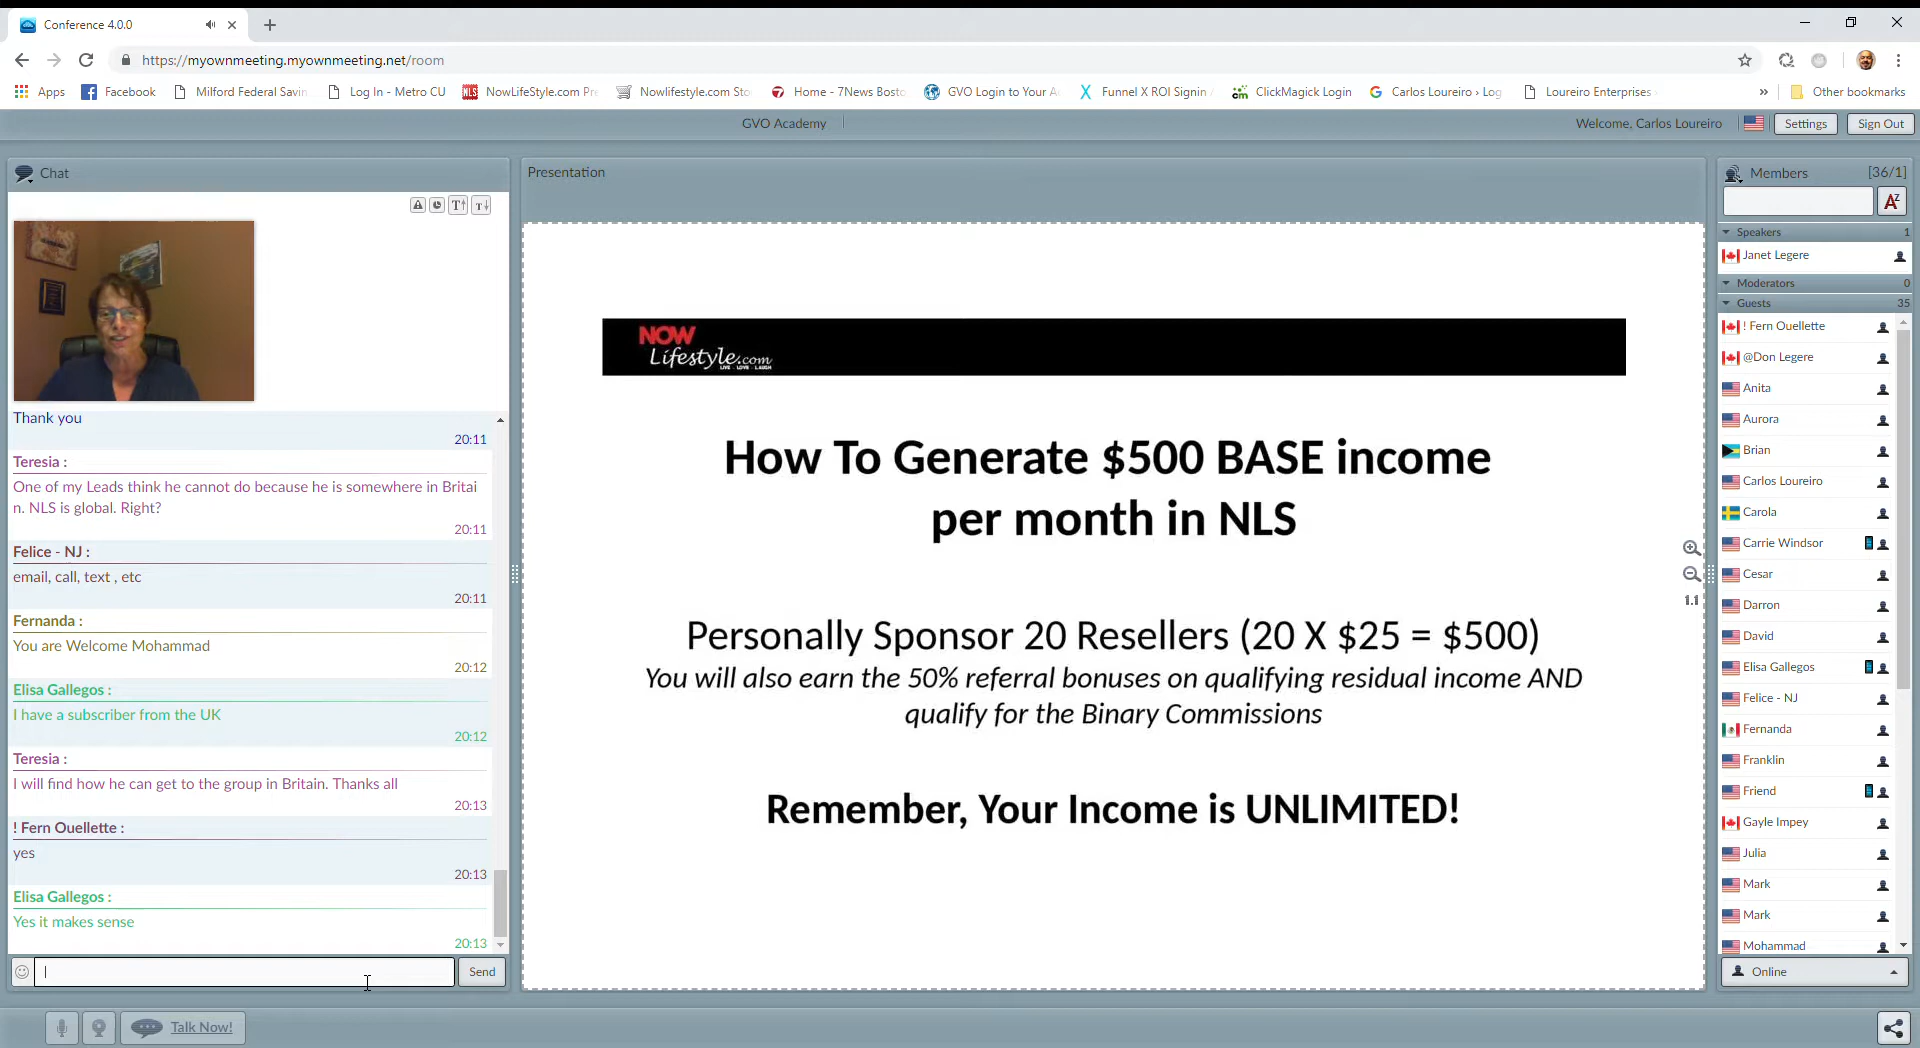 Conference 4.0.0
https://myownmeeting.myownmeeting.net/room
Apps
Facebook
Milford Federal Savin
Log In - Metro CU
NLS
NowLifeStyle.com Pre
Nowlifestyle.com Sto
Home - 7News Bosto
GVO Login to Your A
Funnel X ROI Signin
cm
ClickMagick Login
Carlos Loureiro › Log
Loureiro Enterprises
»
Other bookmarks
GVO Academy
Welcome, Carlos Loureiro
Settings
Sign Out
Chat
Thank you
20:11
Teresia :
One of my Leads think he cannot do because he is somewhere in Britai
n. NLS is global. Right?
20:11
Felice - NJ :
email, call, text , etc
20:11
Fernanda :
You are Welcome Mohammad
20:12
Elisa Gallegos :
I have a subscriber from the UK
20:12
Teresia :
I will find how he can get to the group in Britain. Thanks all
20:13
! Fern Ouellette :
yes
20:13
Elisa Gallegos :
Yes it makes sense
20:13
Send
Talk Now!
Presentation
NOW
Lifestyle.com
LIVE - LOVE - LAUGH
How To Generate $500 BASE income
per month in NLS
Personally Sponsor 20 Resellers (20 X $25 = $500)
You will also earn the 50% referral bonuses on qualifying residual income AND
qualify for the Binary Commissions
Remember, Your Income is UNLIMITED!
1.1
Members
[36/1]
Speakers 1
Janet Legere
Moderators 0
Guests 35
! Fern Ouellette
@Don Legere
Anita
Aurora
Brian
Carlos Loureiro
Carola
Carrie Windsor
Cesar
Darron
David
Elisa Gallegos
Felice - NJ
Fernanda
Franklin
Friend
Gayle Impey
Julia
Mark
Mark
Mohammad
Online